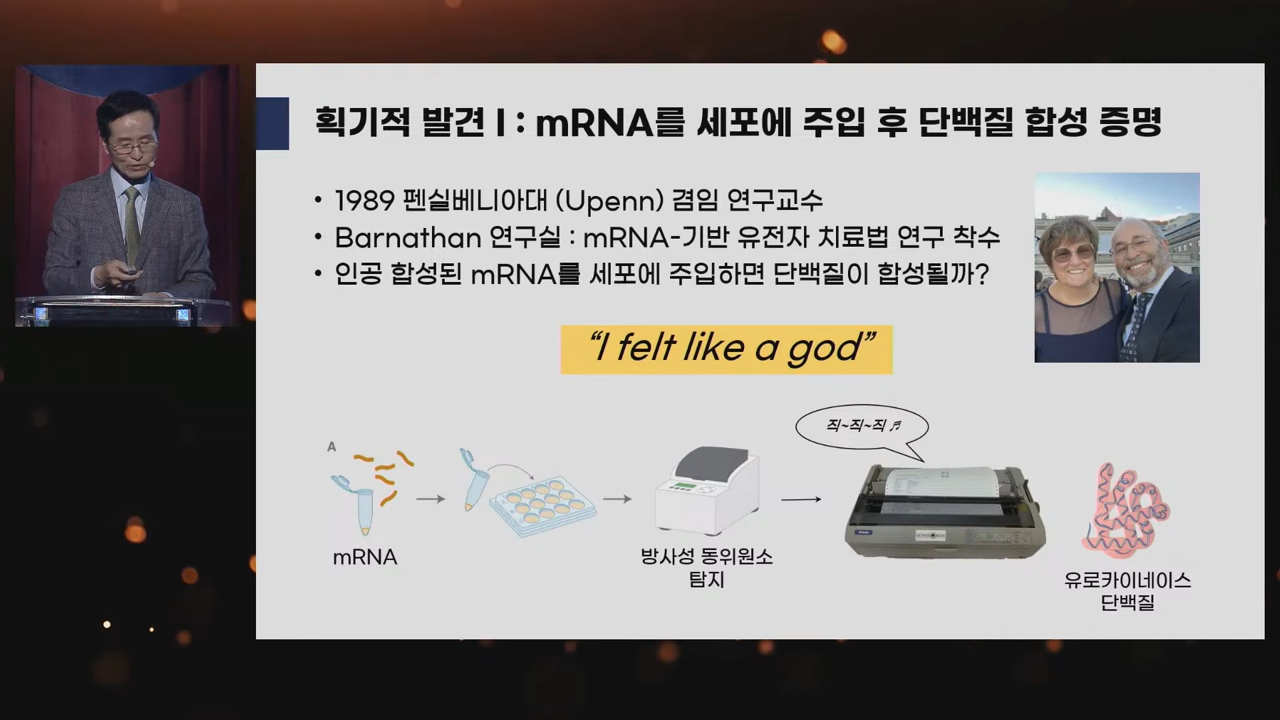 획기적 발견 I : mRNA를 세포에 주입 후 단백질 합성 증명
• 1989 펜실베니아대 (Upenn) 겸임 연구교수
• Barnathan 연구실 : mRNA-기반 유전자 치료법 연구 착수
• 인공 합성된 mRNA를 세포에 주입하면 단백질이 합성될까?
“I felt like a god”
직~직~직 ♬
A
mRNA
방사성 동위원소
탐지
유로카이네이스
단백질